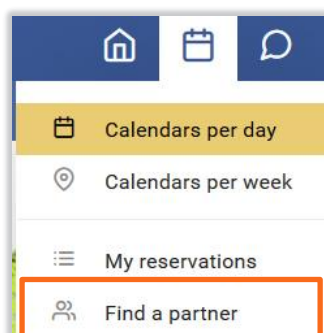 Calendars per day
Calendars per week
My reservations
Find a partner